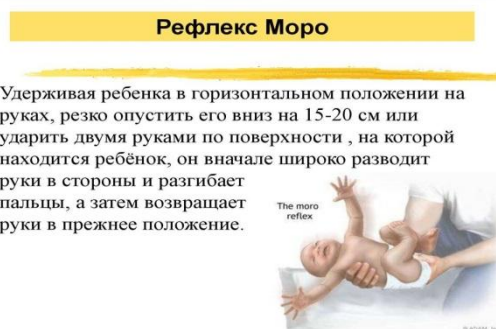 Рефлекс Моро
Удерживая ребенка в горизонтальном положении на
руках, резко опустить его вниз на 15-20 см или
ударить двумя руками по поверхности , на которой
находится ребёнок, он вначале широко разводит
руки в стороны и разгибает
пальцы, а затем возвращает
руки в прежнее положение.
The moro
reflex